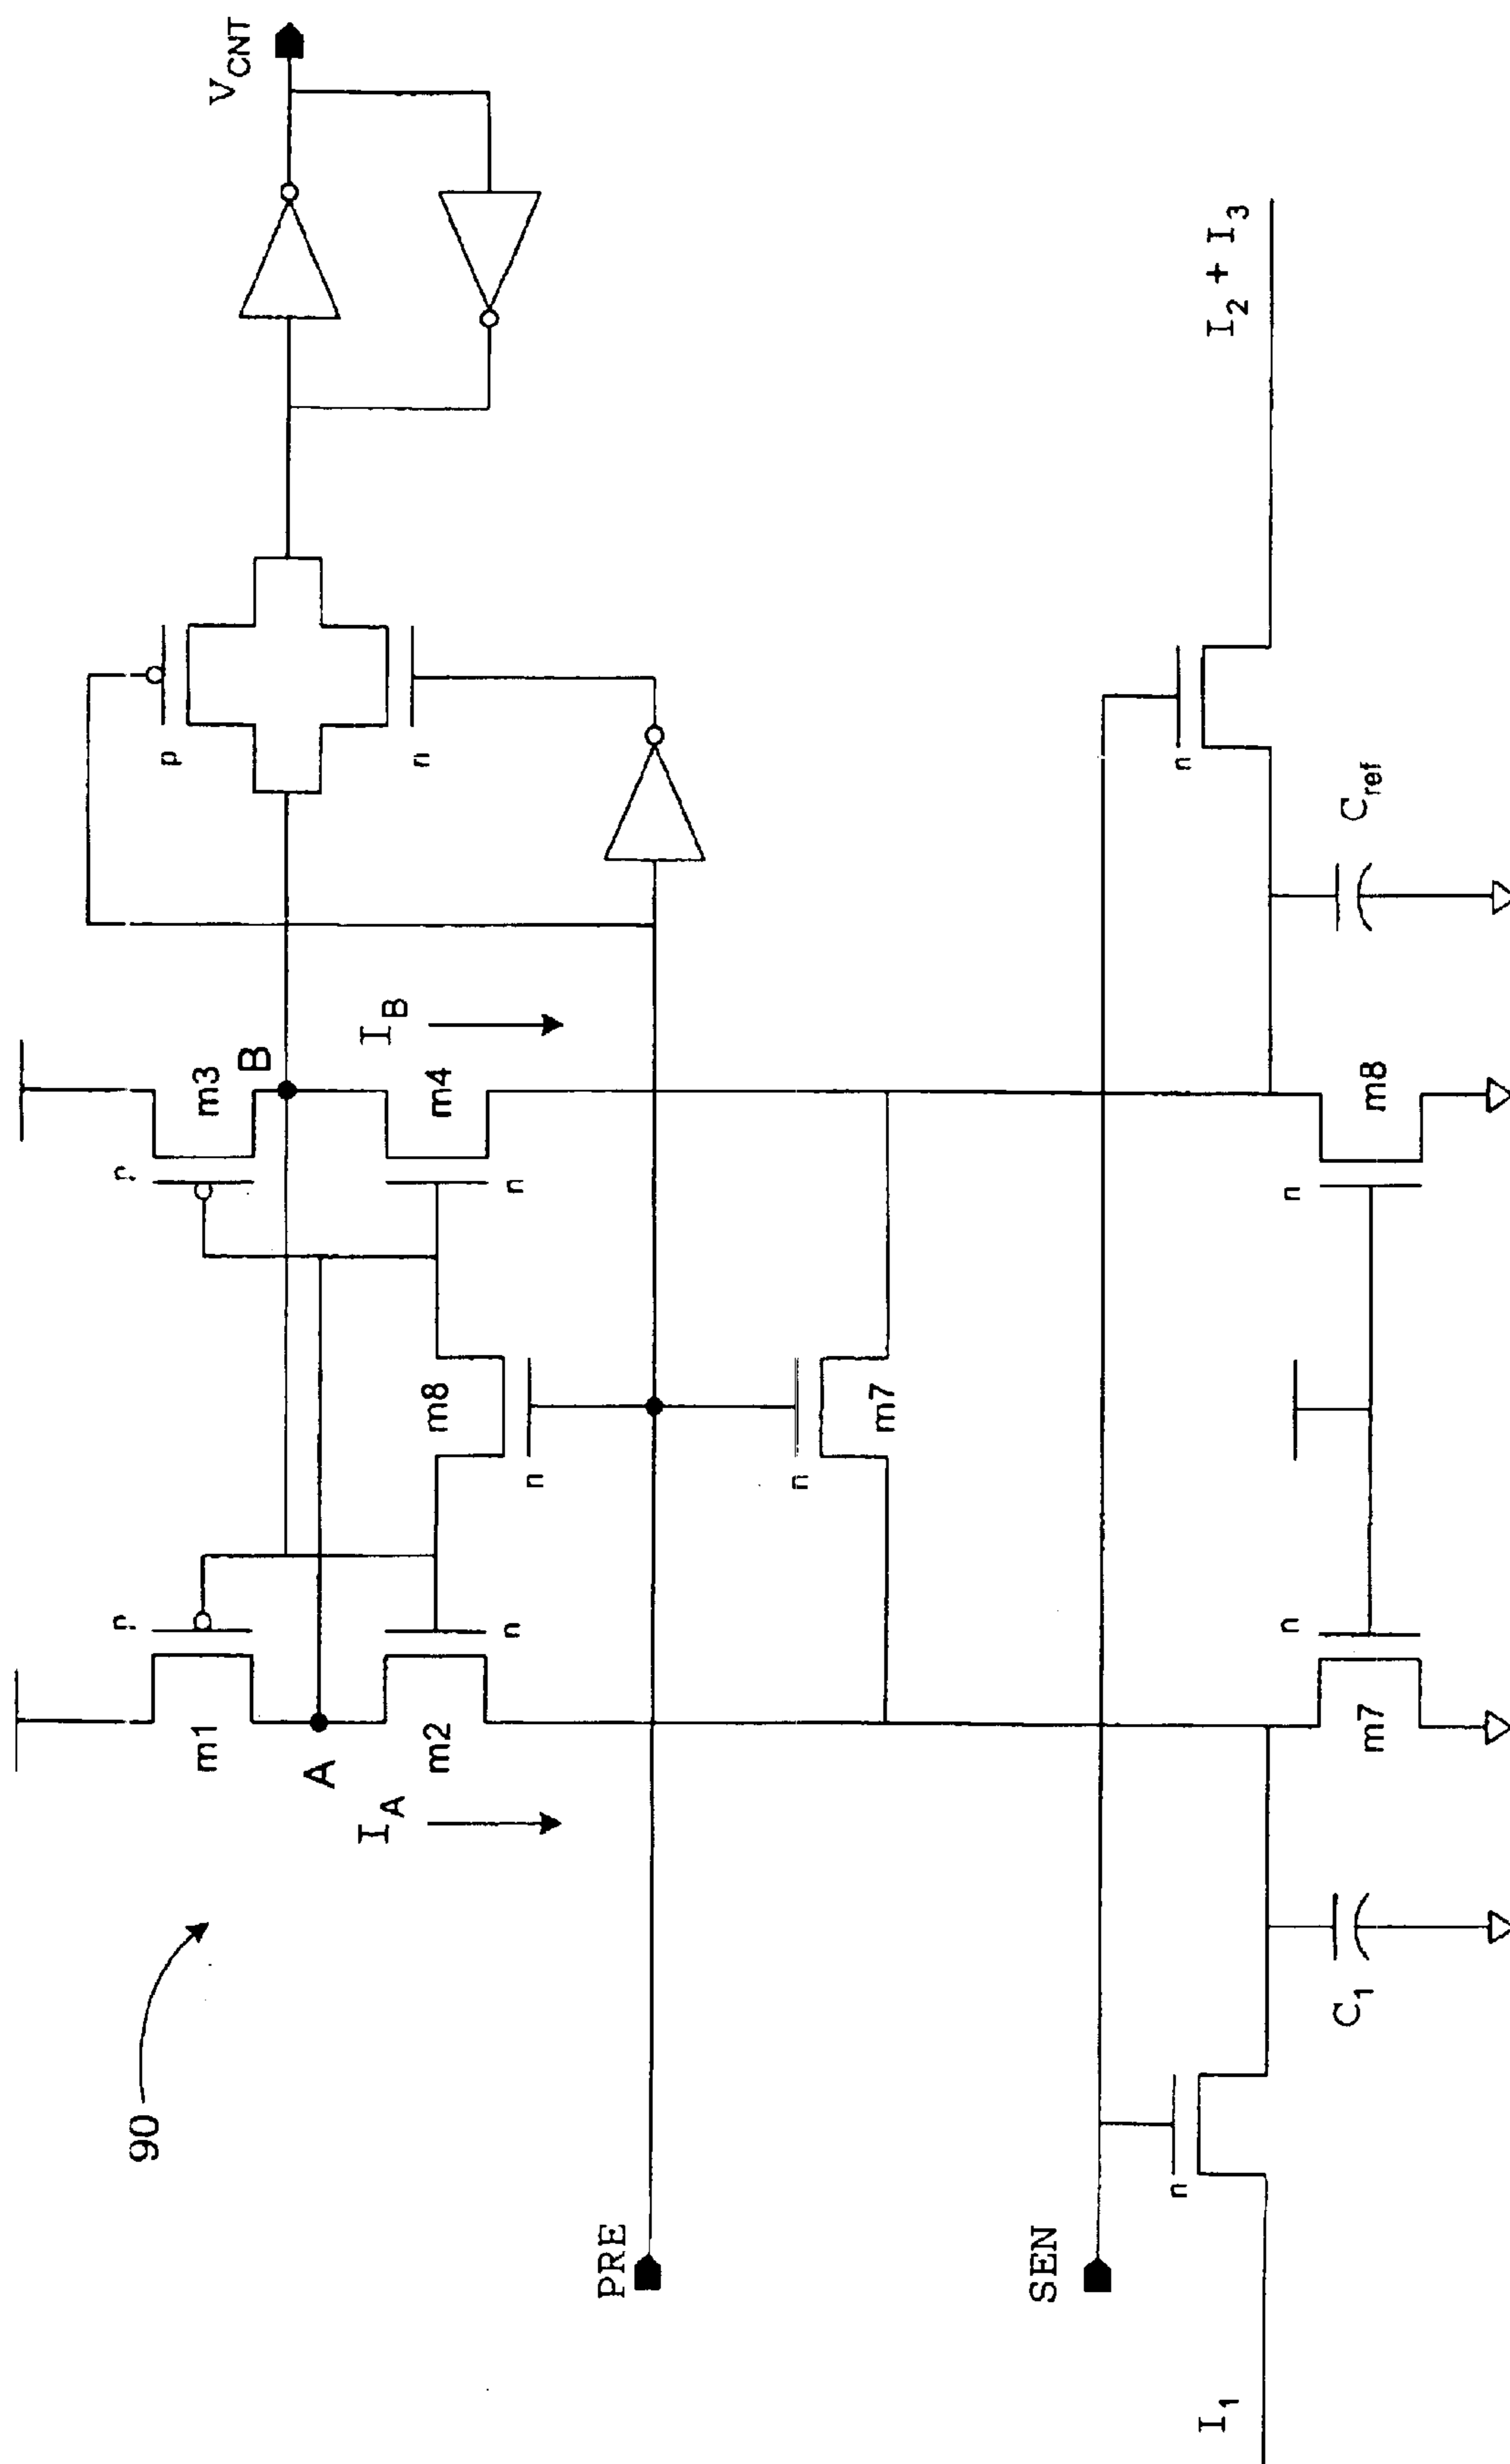 90
p
V_CNT
m1
m3
B
A
n
I_A
I_B
m2
m8
m4
n
n
n
PRE
n
m7
SEN
n
n
I_1
I_2 + I_3
n
n
C_1
C_ref
m7
m8